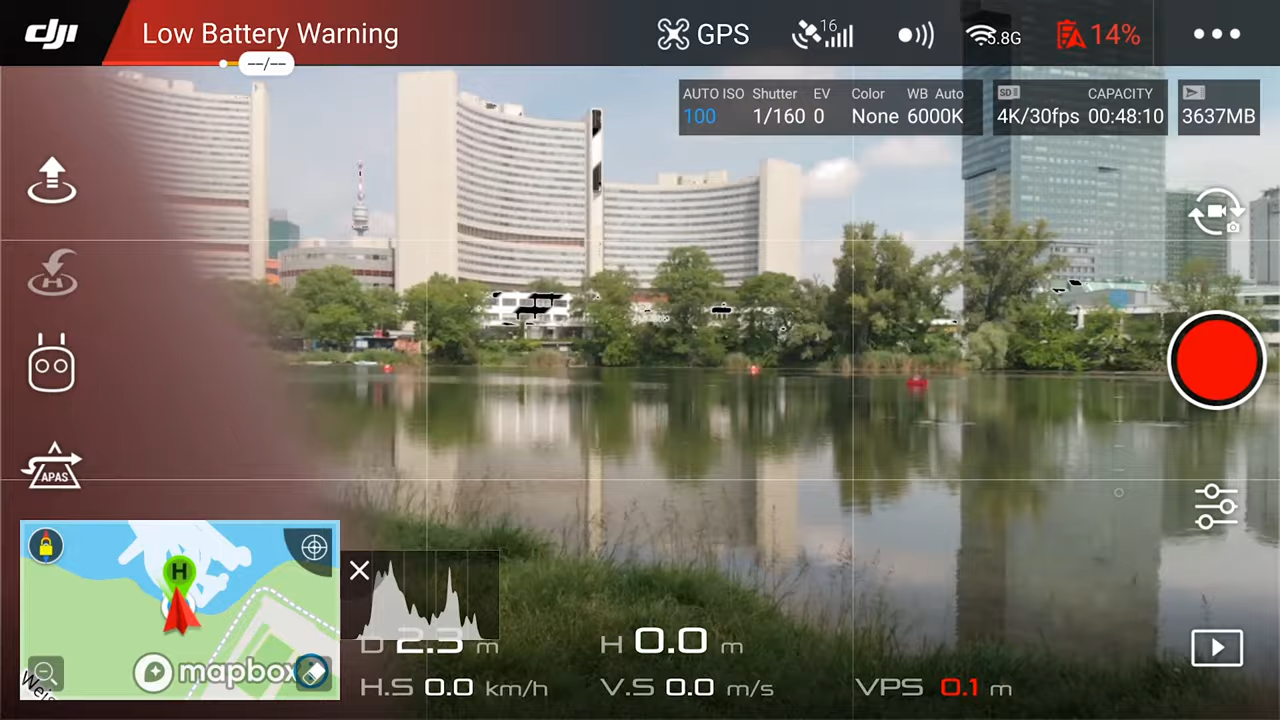 dji
Low Battery Warning
--/--
GPS
16
5.8G
14%
AUTO ISO
100
Shutter
1/160
EV
0
Color
None
WB Auto
6000K
SD
4K/30fps
CAPACITY
00:48:10
3637MB
APAS
H
mapbox
Weis
D 2.3 m
H 0.0 m
H.S 0.0 km/h
V.S 0.0 m/s
VPS 0.1 m